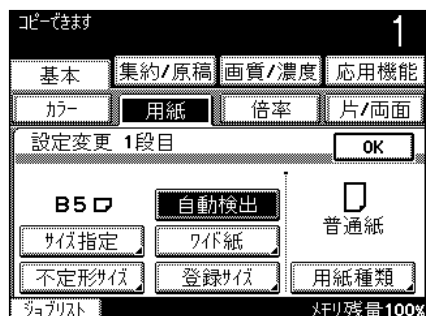 コピーできます 1
基本 集約/原稿 画質/濃度 応用機能
カラー 用紙 倍率 片/両面
設定変更 1段目 OK
B5 自動検出
普通紙
サイズ指定 ワイド紙
不定形サイズ 登録サイズ 用紙種類
ジョブリスト メモリ残量100%